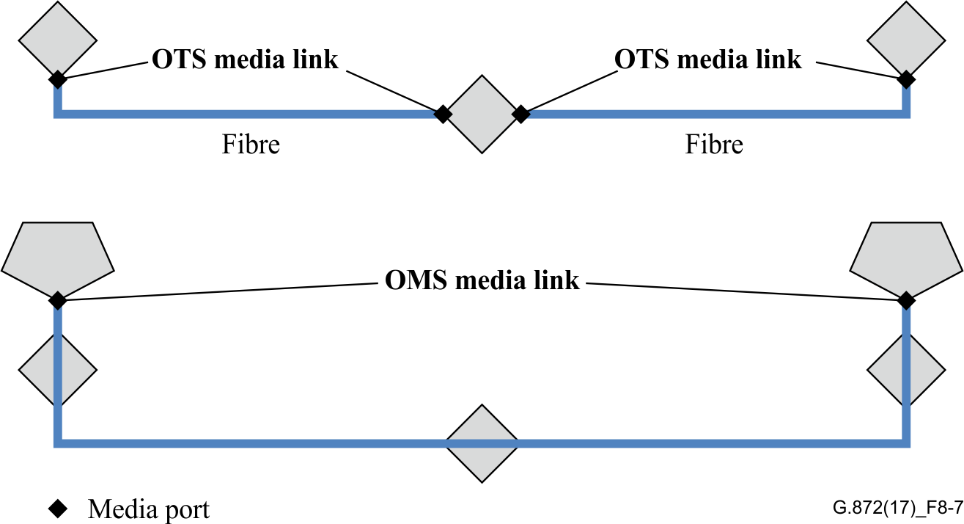 OTS media link
OTS media link
Fibre
Fibre
OMS media link
Media port
G.872(17)_F8-7